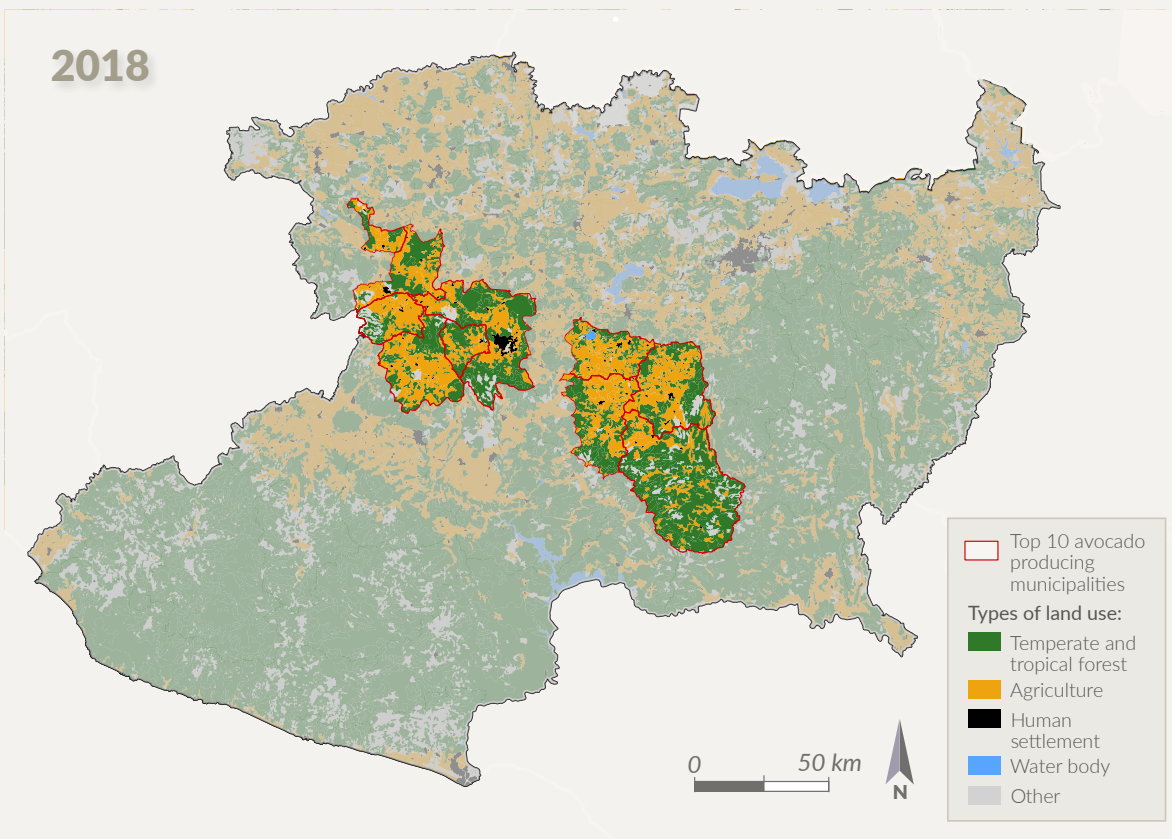 2018
Top 10 avocado
producing
municipalities
Types of land use:
Temperate and
tropical forest
Agriculture
Human
settlement
Water body
Other
0 50 km
N